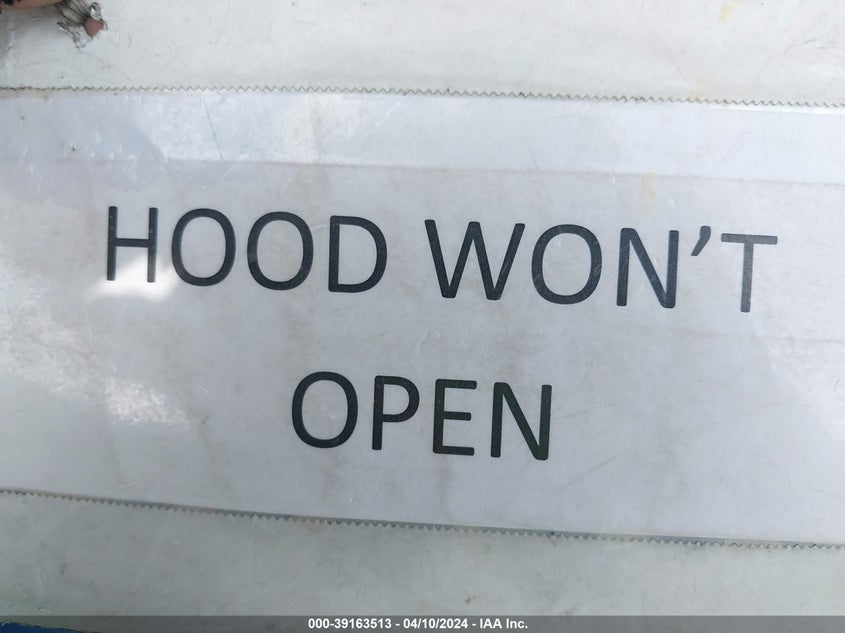 HOOD WON’T
OPEN
000-39163513 - 04/10/2024 - IAA Inc.